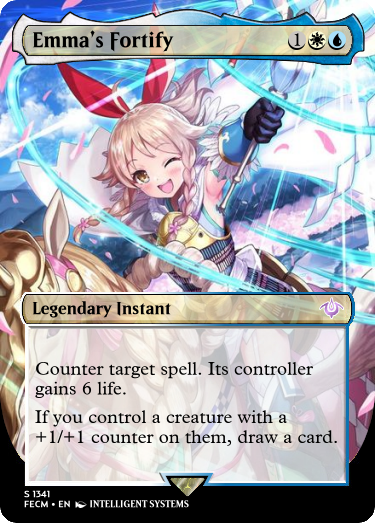 Emma's Fortify 1
Legendary Instant
Counter target spell. Its controller
gains 6 life.
If you control a creature with a
+1/+1 counter on them, draw a card.
S 1341
FECM • EN INTELLIGENT SYSTEMS